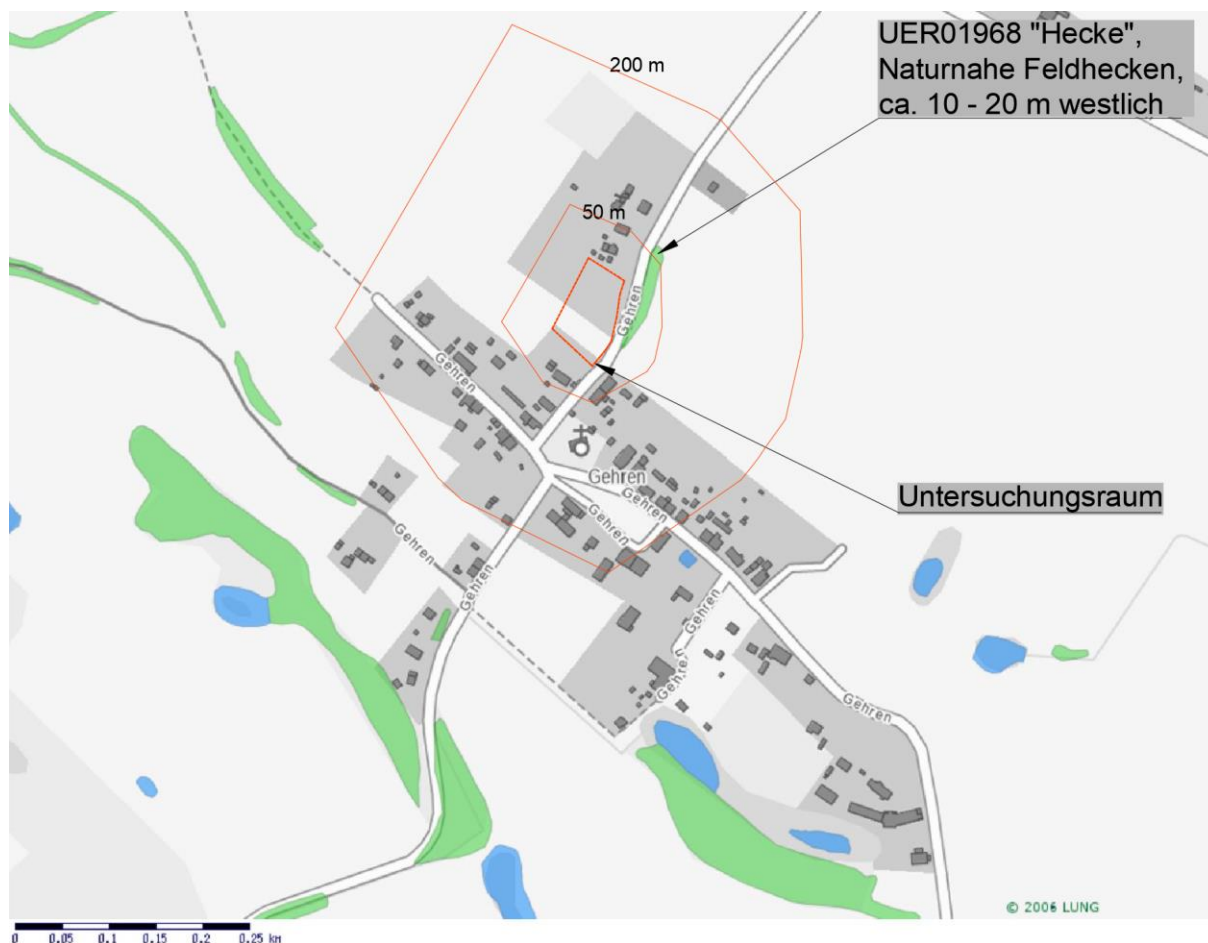 UER01968 "Hecke",
Naturnahe Feldhecken,
ca. 10 - 20 m westlich
200 m
50 m
Gehren
Gehren
Gehren
Gehren
Untersuchungsraum
Gehren
Gehren
Gehren
Gehren
Gehren
Gehren
Gehren
© 2006 LUNG
0 0.05 0.1 0.15 0.2 0.25 km